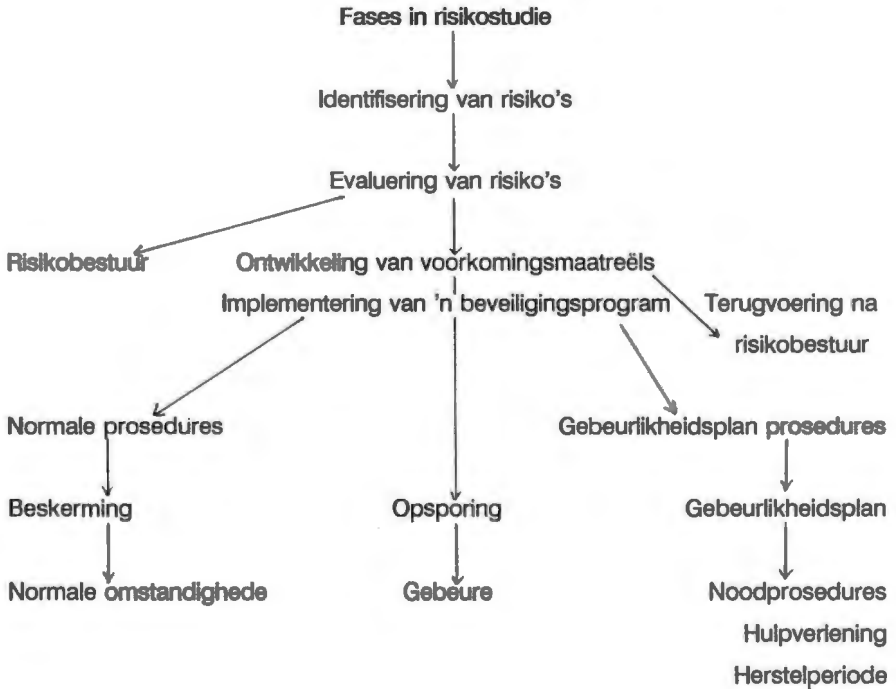 Fases in risikostudie
Identifisering van risiko's
Evaluering van risiko's
Risikobestuur
Ontwikkeling van voorkomingsmaatreëls
Implementering van 'n beveiligingsprogram
Terugvoering na
risikobestuur
Normale prosedures
Gebeurlikheidsplan prosedures
Beskerming
Opsporing
Gebeurlikheidsplan
Normale omstandighede
Gebeure
Noodprosedures
Hulpverlening
Herstelperiode